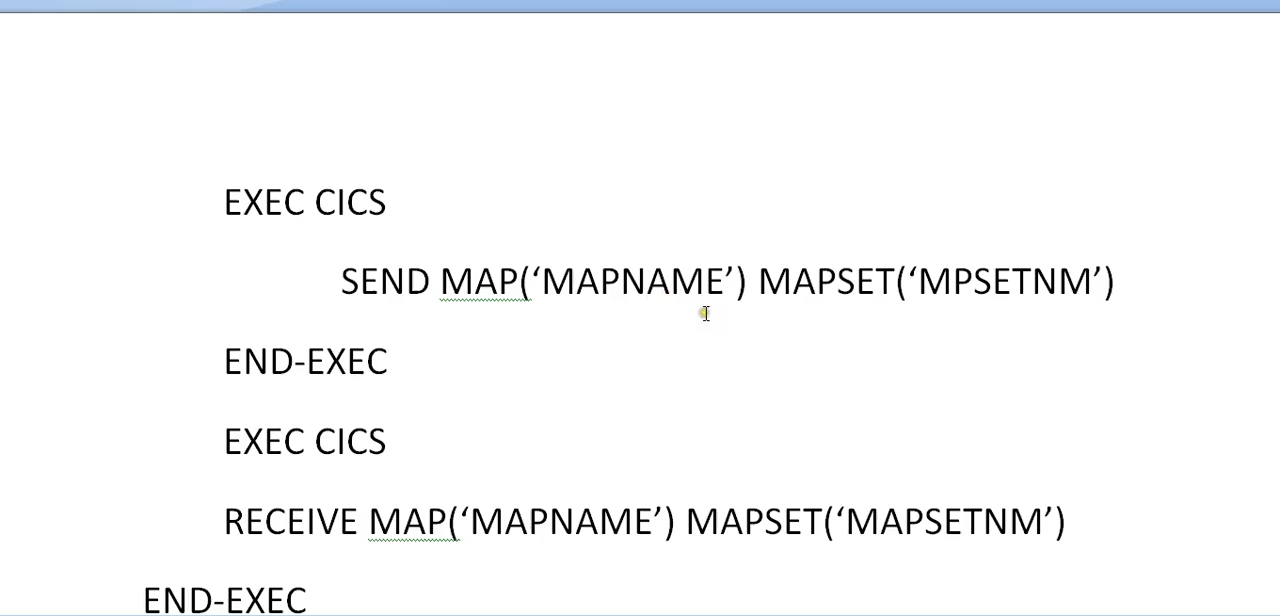 EXEC CICS
SEND MAP(‘MAPNAME’) MAPSET(‘MPSETNM’)
END-EXEC
EXEC CICS
RECEIVE MAP(‘MAPNAME’) MAPSET(‘MAPSETNM’)
END-EXEC